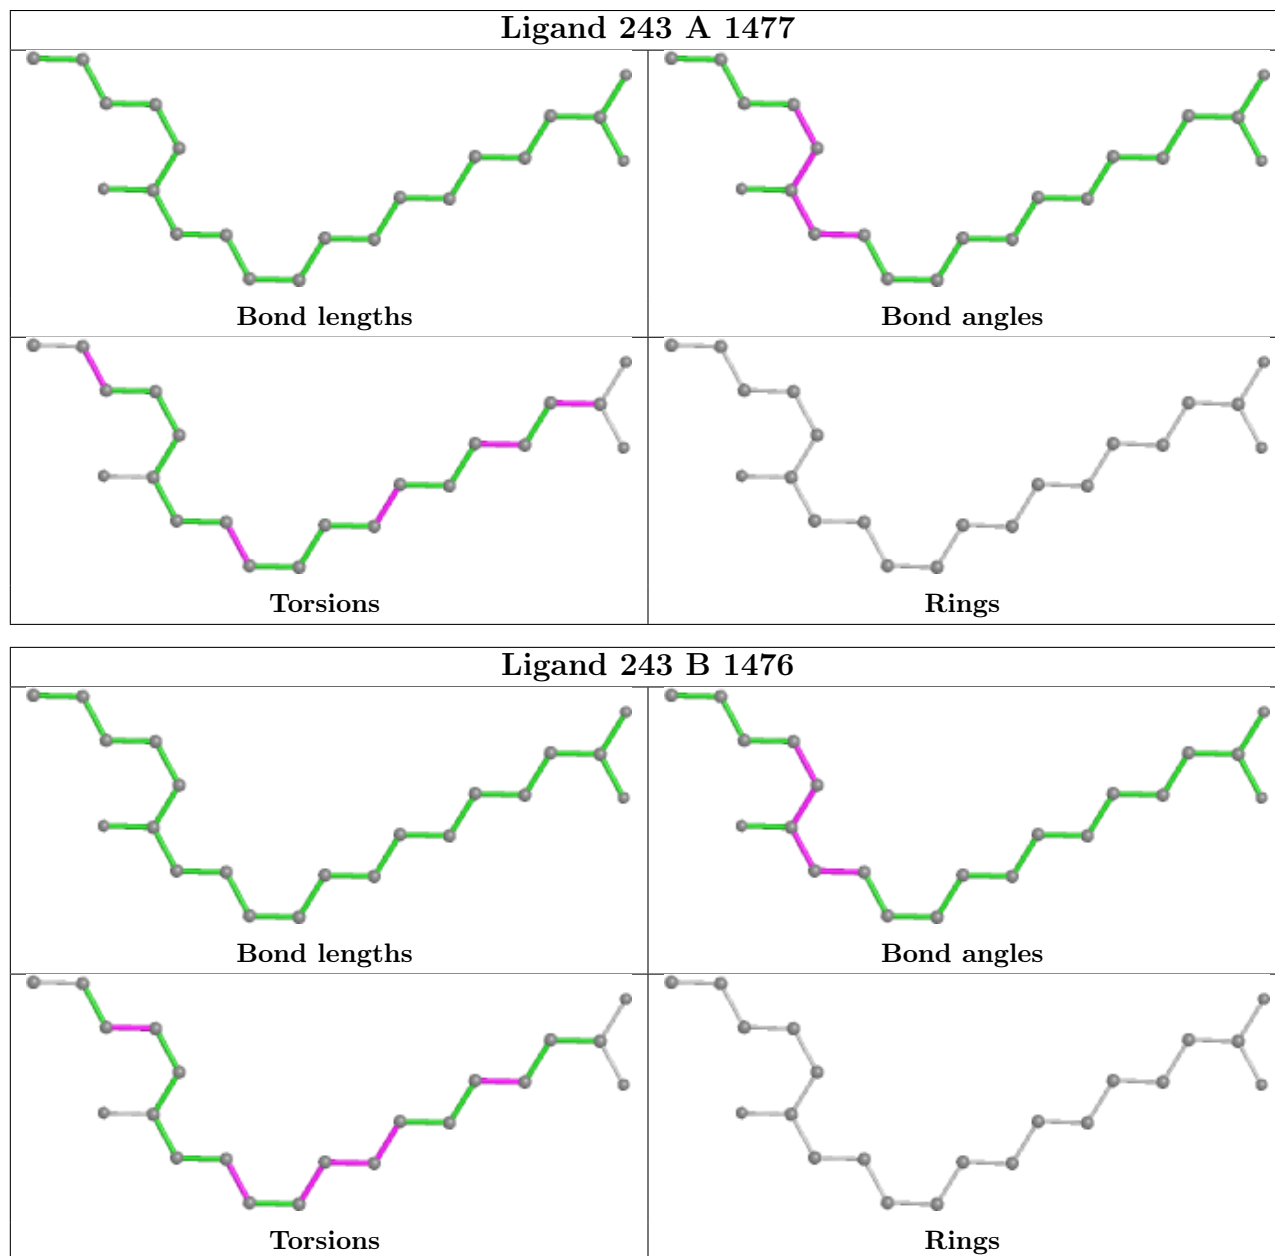 Ligand 243 A 1477
Bond lengths
Bond angles
Torsions
Rings
Ligand 243 B 1476
Bond lengths
Bond angles
Torsions
Rings